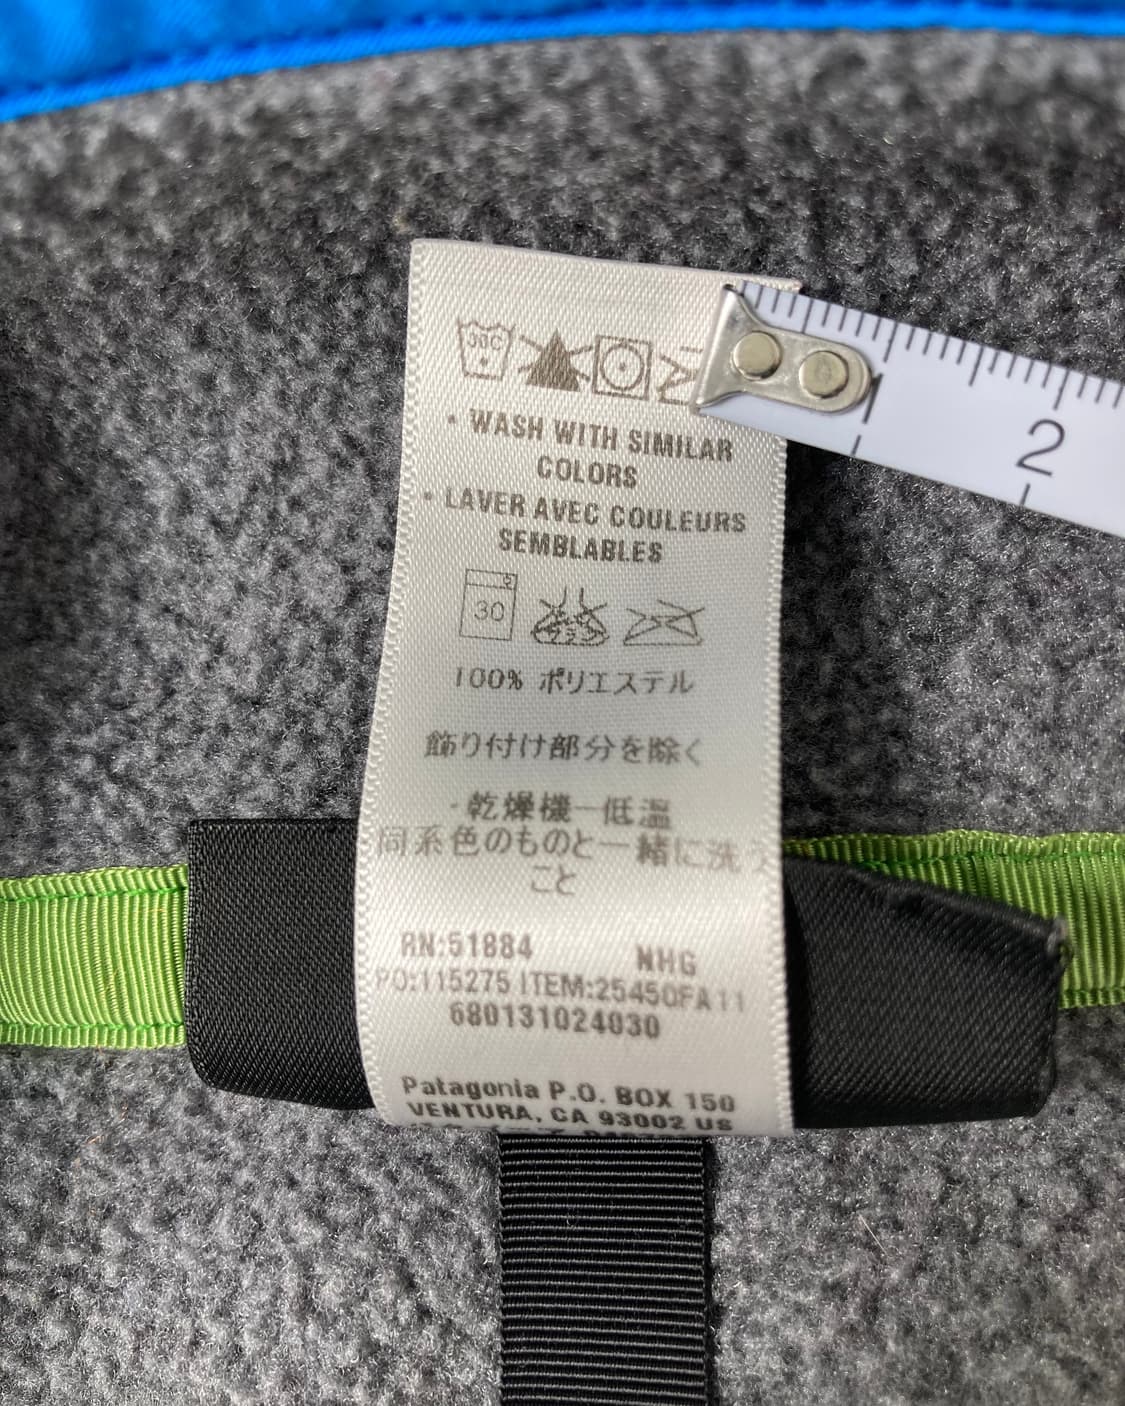 30C
• WASH WITH SIMILAR
COLORS
• LAVER AVEC COULEURS
SEMBLABLES
30
100% ポリエステル
飾り付け部分を除く
・乾燥機ー低温
同系色のものと一緒に洗う
こと
RN:51884 NHG
PO:115275 ITEM:25450FA11
680131024030
Patagonia P.O. BOX 150
VENTURA, CA 93002 US
2